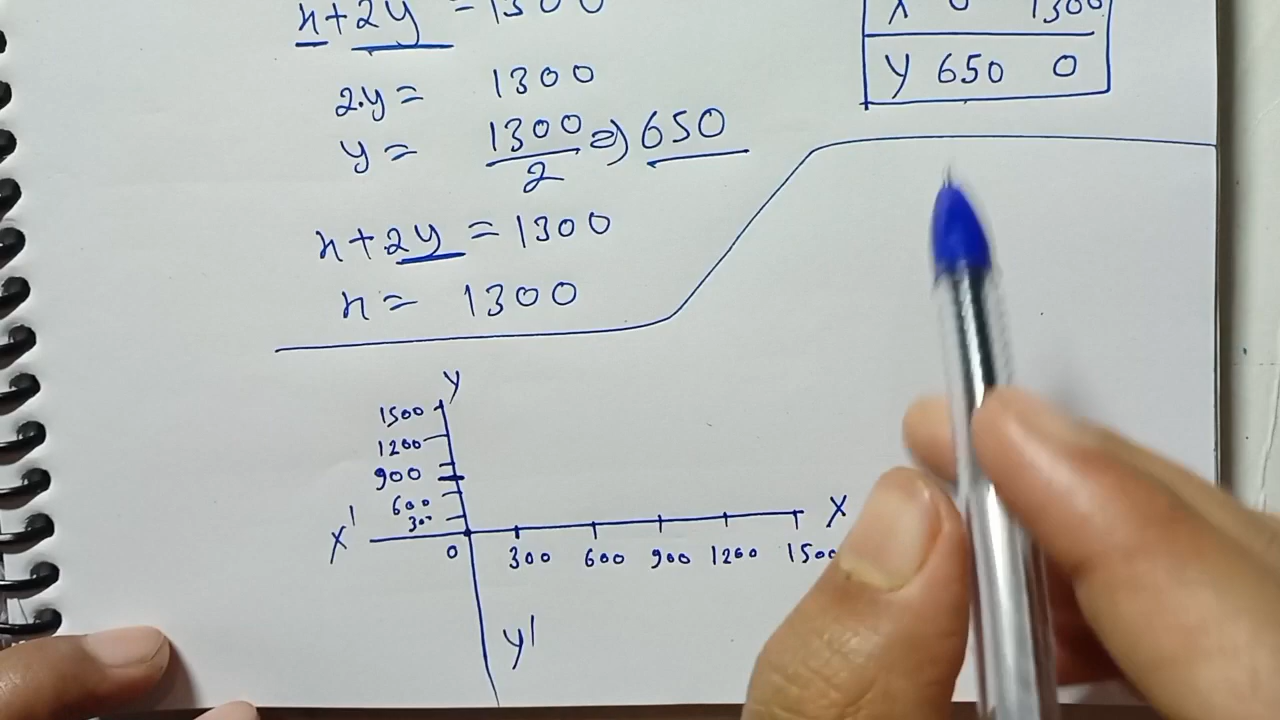 x+2y = 1300
2.y = 1300
y = 1300/2 ⇒ 650
x+2y = 1300
x = 1300
X 0 1300
Y 650 0
Y
1500
1200
900
600
300
X'
0 300 600 900 1200 1500
X
Y'